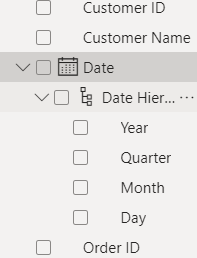 Customer ID
Customer Name
Date
Date Hier...
Year
Quarter
Month
Day
Order ID